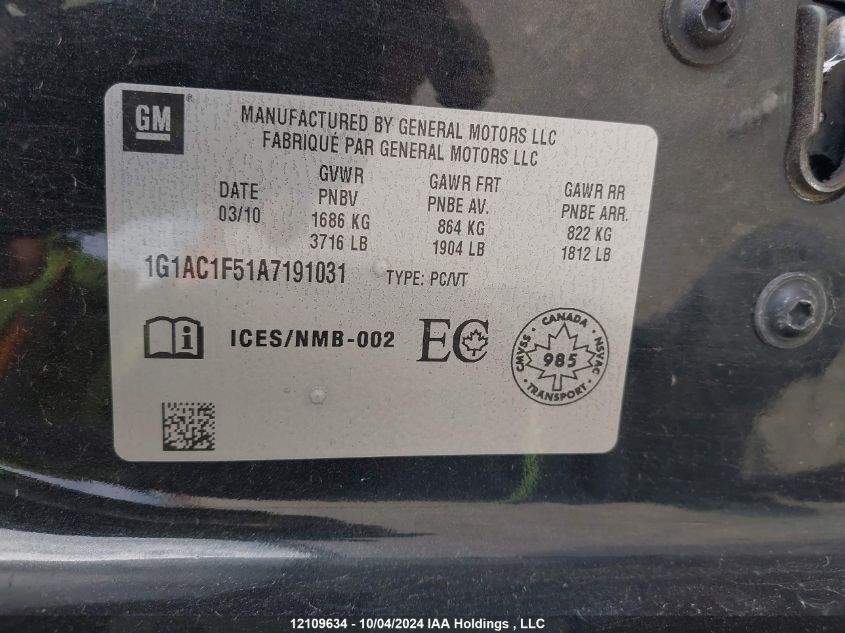 GM ®
MANUFACTURED BY GENERAL MOTORS LLC
FABRIQUÉ PAR GENERAL MOTORS LLC
DATE GVWR GAWR FRT GAWR RR
03/10 PNBV PNBE AV. PNBE ARR.
1686 KG 864 KG 822 KG
3716 LB 1904 LB 1812 LB
1G1AC1F51A7191031 TYPE: PC/VT
i ICES/NMB-002 EC
CANADA
CMVSS NSVAC
985
TRANSPORT
12109634 - 10/04/2024 IAA Holdings , LLC